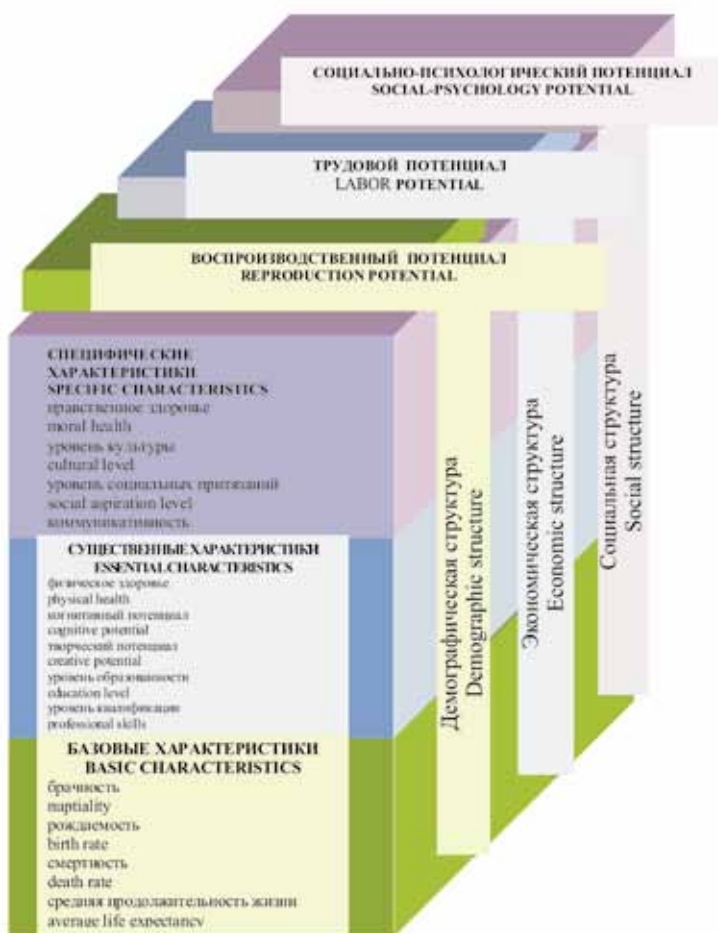 СОЦИАЛЬНО-ПСИХОЛОГИЧЕСКИЙ ПОТЕНЦИАЛ
SOCIAL-PSYCHOLOGY POTENTIAL
ТРУДОВОЙ ПОТЕНЦИАЛ
LABOR POTENTIAL
ВОСПРОИЗВОДСТВЕННЫЙ ПОТЕНЦИАЛ
REPRODUCTION POTENTIAL
СПЕЦИФИЧЕСКИЕ
ХАРАКТЕРИСТИКИ
SPECIFIC CHARACTERISTICS
нравственное здоровье
moral health
уровень культуры
cultural level
уровень социальных притязаний
social aspiration level
коммуникативность
СУЩЕСТВЕННЫЕ ХАРАКТЕРИСТИКИ
ESSENTIAL CHARACTERISTICS
физическое здоровье
physical health
когнитивный потенциал
cognitive potential
творческий потенциал
creative potential
уровень образованности
education level
уровень квалификации
professional skills
БАЗОВЫЕ ХАРАКТЕРИСТИКИ
BASIC CHARACTERISTICS
брачность
naptiality
рождаемость
birth rate
смертность
death rate
средняя продолжительность жизни
average life expectancy
Демографическая структура
Demographic structure
Экономическая структура
Economic structure
Социальная структура
Social structure